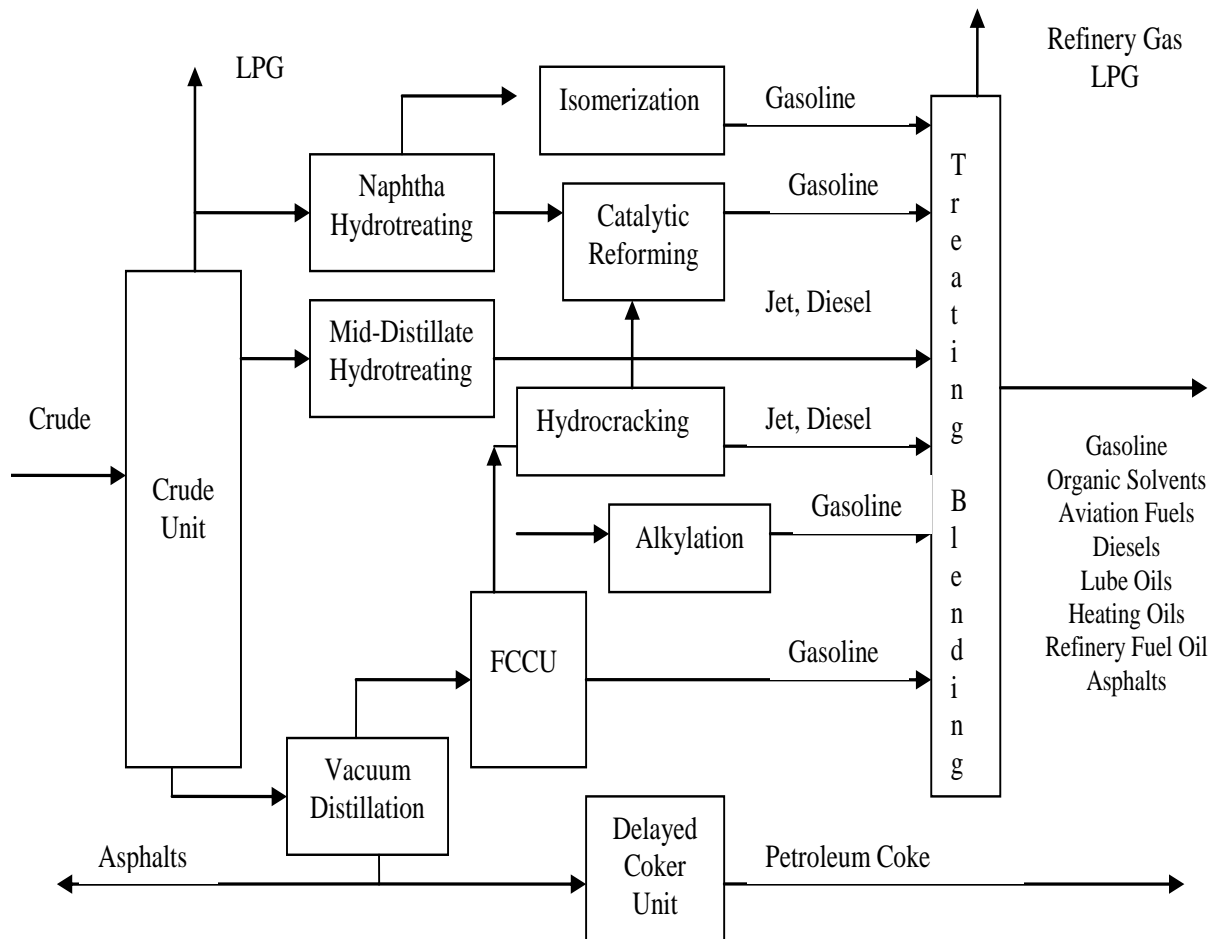 LPG
Refinery Gas
LPG
Isomerization
Gasoline
Naphtha
Hydrotreating
Catalytic
Reforming
Gasoline
Mid-Distillate
Hydrotreating
Jet, Diesel
Crude
Crude
Unit
Hydrocracking
Jet, Diesel
Alkylation
Gasoline
FCCU
Gasoline
Vacuum
Distillation
Asphalts
Delayed
Coker
Unit
Petroleum Coke
T
r
e
a
t
i
n
g
B
l
e
n
d
i
n
g
Gasoline
Organic Solvents
Aviation Fuels
Diesels
Lube Oils
Heating Oils
Refinery Fuel Oil
Asphalts